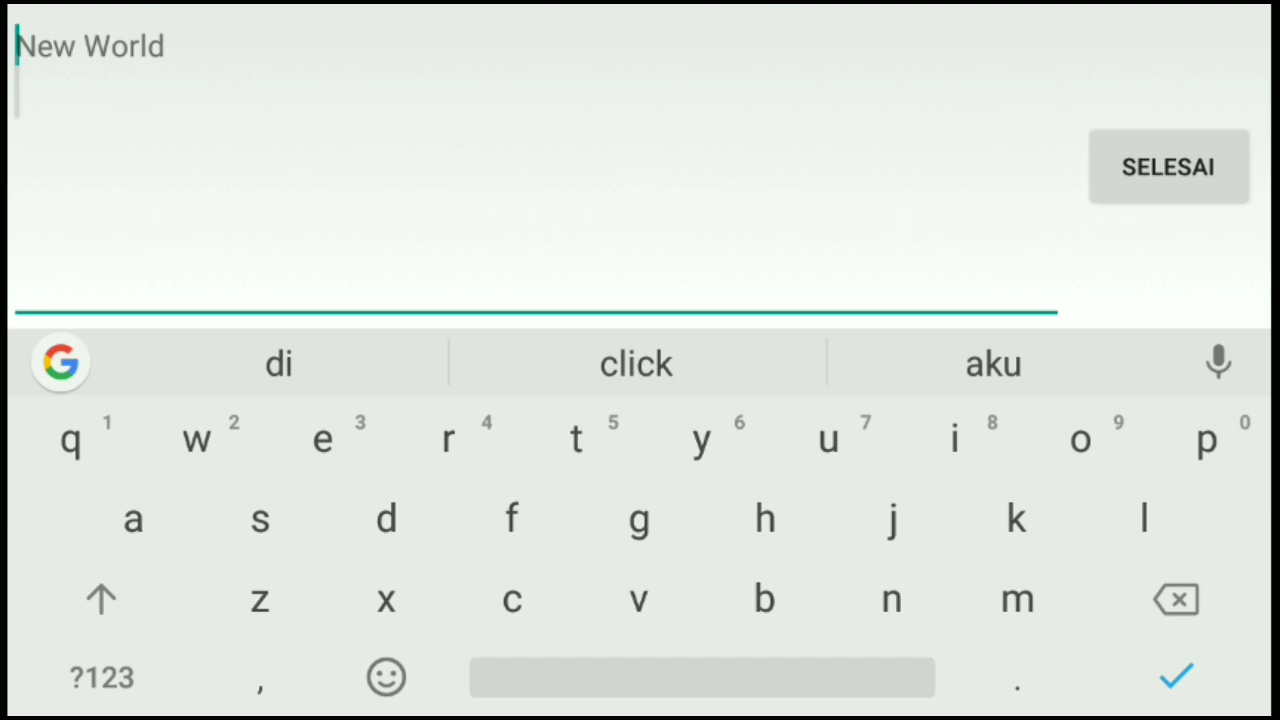 New World
SELESAI
di click aku
q 1 w 2 e 3 r 4 t 5 y 6 u 7 i 8 o 9 p 0
a s d f g h j k l
z x c v b n m
?123 , .